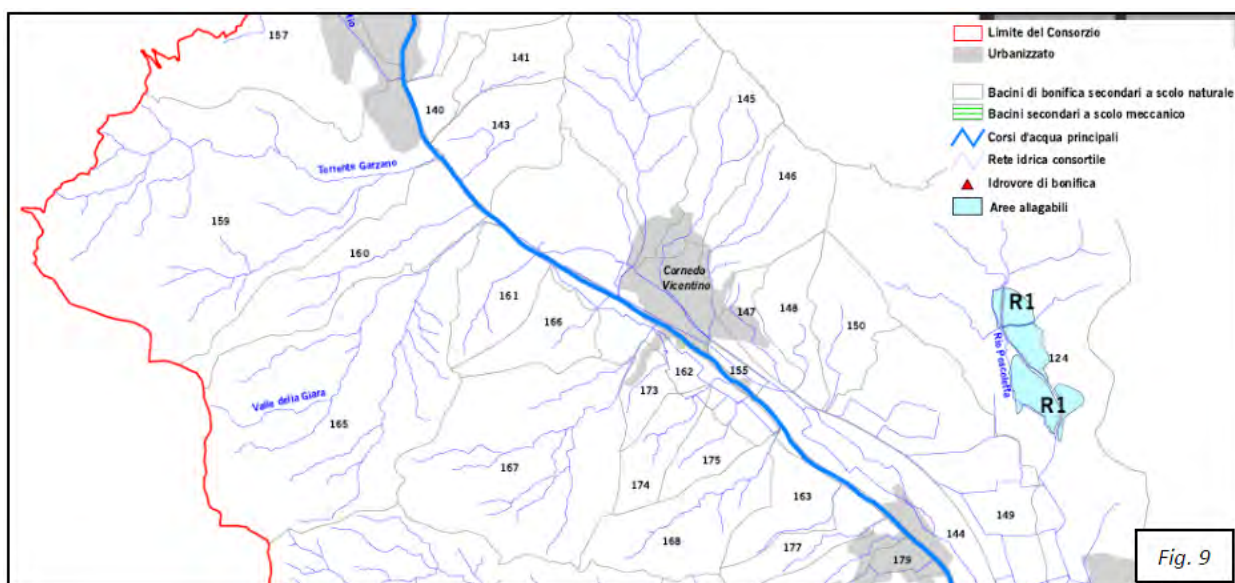 157
Limite del Consorzio
Urbanizzato
141
Bacini di bonifica secondari a scolo naturale
145
140
Bacini secondari a scolo meccanico
143
Corsi d'acqua principali
146
Rete idrica consortile
Torrente Garzano
Idrovore di bonifica
Aree allagabili
159
160
Cornedo
Vicentino
161
R1
166
147
148
150
Rio Poscoletta
124
162
155
173
R1
Valle della Giara
165
167
175
174
163
149
168
177
144
179
Fig. 9